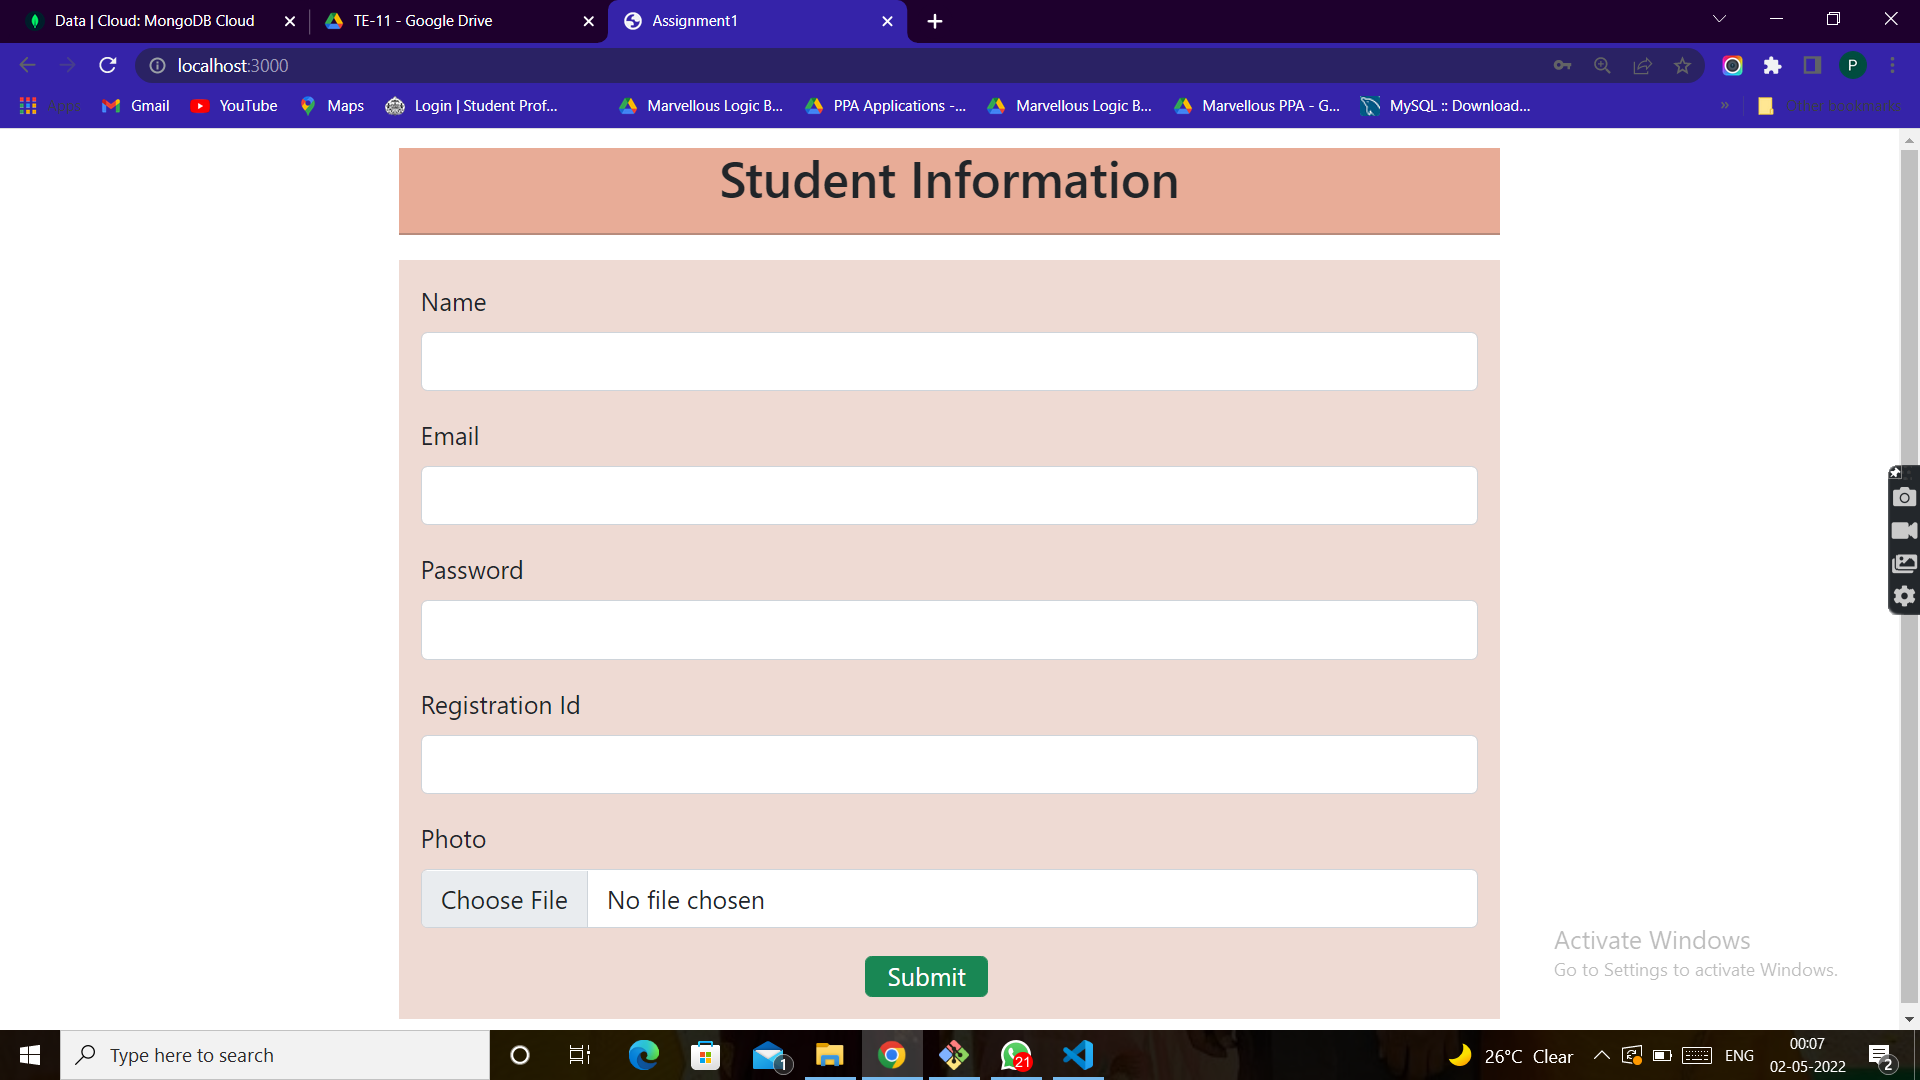 Data | Cloud: MongoDB Cloud
TE-11 - Google Drive
Assignment1
localhost:3000
P
Apps
Gmail
YouTube
Maps
Login | Student Prof...
Marvellous Logic B...
PPA Applications -...
Marvellous Logic B...
Marvellous PPA - G...
MySQL :: Download...
»
Other bookmarks
Student Information
Name
Email
Password
Registration Id
Photo
Choose File No file chosen
Submit
Activate Windows
Go to Settings to activate Windows.
Type here to search
1
21
26°C Clear
ENG
00:07
02-05-2022
2